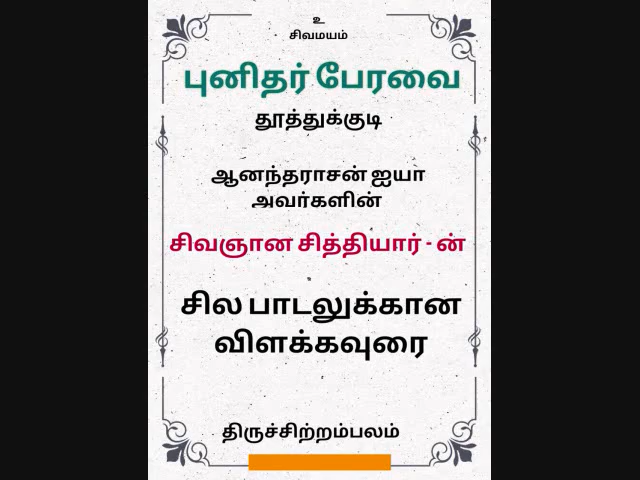 உ
சிவமயம்
புனிதர் பேரவை
தூத்துக்குடி
ஆனந்தராசன் ஐயா
அவர்களின்
சிவஞான சித்தியார் - ன்
சில பாடலுக்கான
விளக்கவுரை
திருச்சிற்றம்பலம்